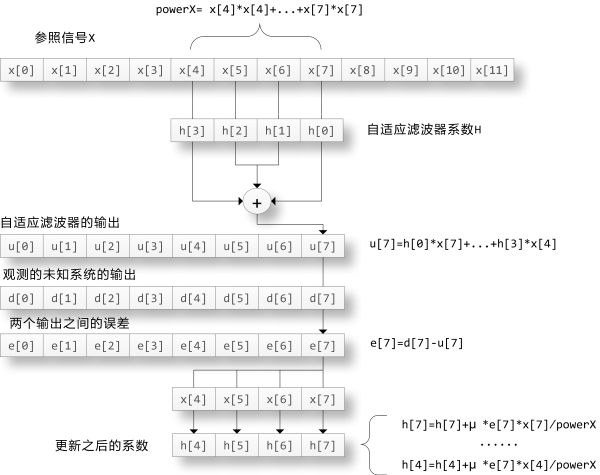 powerX= x[4]*x[4]+...+x[7]*x[7]
参照信号X
x[0] x[1] x[2] x[3] x[4] x[5] x[6] x[7] x[8] x[9] x[10] x[11]
h[3] h[2] h[1] h[0]
自适应滤波器系数H
+
自适应滤波器的输出
u[0] u[1] u[2] u[3] u[4] u[5] u[6] u[7]
u[7]=h[0]*x[7]+...+h[3]*x[4]
观测的未知系统的输出
d[0] d[1] d[2] d[3] d[4] d[5] d[6] d[7]
两个输出之间的误差
e[0] e[1] e[2] e[3] e[4] e[5] e[6] e[7]
e[7]=d[7]-u[7]
x[4] x[5] x[6] x[7]
更新之后的系数
h[4] h[5] h[6] h[7]
h[7]=h[7]+μ *e[7]*x[7]/powerX
......
h[4]=h[4]+μ *e[7]*x[4]/powerX